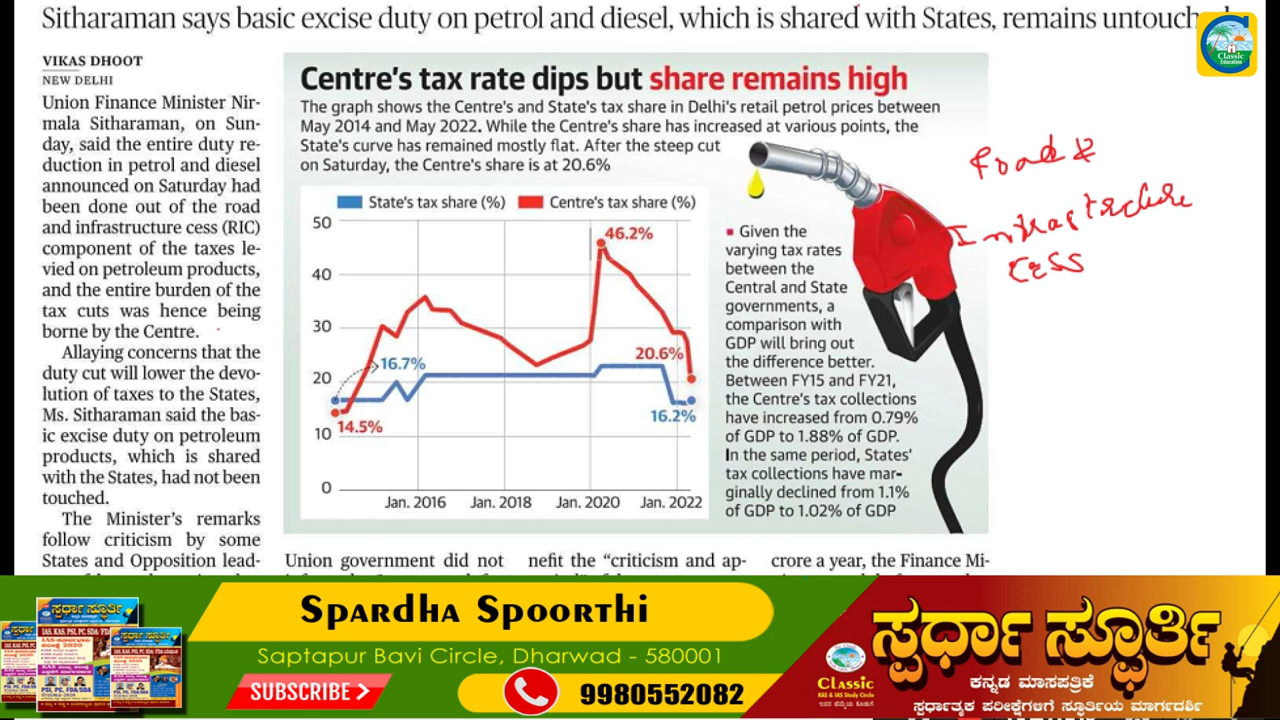 Sitharaman says basic excise duty on petrol and diesel, which is shared with States, remains untouched
Classic
Education
VIKAS DHOOT
NEW DELHI
Union Finance Minister Nir-
mala Sitharaman, on Sun-
day, said the entire duty re-
duction in petrol and diesel
announced on Saturday had
been done out of the road
and infrastructure cess (RIC)
component of the taxes le-
vied on petroleum products,
and the entire burden of the
tax cuts was hence being
borne by the Centre.
Allaying concerns that the
duty cut will lower the devo-
lution of taxes to the States,
Ms. Sitharaman said the bas-
ic excise duty on petroleum
products, which is shared
with the States, had not been
touched.
The Minister's remarks
follow criticism by some
States and Opposition lead-
Centre's tax rate dips but share remains high
The graph shows the Centre's and State's tax share in Delhi's retail petrol prices between
May 2014 and May 2022. While the Centre's share has increased at various points, the
State's curve has remained mostly flat. After the steep cut
on Saturday, the Centre's share is at 20.6%
State's tax share (%) Centre's tax share (%)
50
40
30
20
10
0
46.2%
20.6%
16.7%
16.2%
14.5%
Jan. 2016 Jan. 2018 Jan. 2020 Jan. 2022
Given the
varying tax rates
between the
Central and State
governments, a
comparison with
GDP will bring out
the difference better.
Between FY15 and FY21,
the Centre's tax collections
have increased from 0.79%
of GDP to 1.88% of GDP.
In the same period, States'
tax collections have mar-
ginally declined from 1.1%
of GDP to 1.02% of GDP
Road &
Infrastructure
Cess
Union government did not
nefit the "criticism and ap-
crore a year, the Finance Mi-
ಸ್ಪರ್ಧಾ ಸ್ಫೂರ್ತಿ
Spardha Spoorthi
Saptapur Bavi Circle, Dharwad - 580001
SUBSCRIBE
9980552082
Classic
KAS & IAS Study Circle
ಸ್ಪರ್ಧಾ ಸ್ಫೂರ್ತಿ
ಕನ್ನಡ ಮಾಸಪತ್ರಿಕೆ
ಸ್ಪರ್ಧಾತ್ಮಕ ಪರೀಕ್ಷೆಗಳಿಗೆ ಸ್ಫೂರ್ತಿಯ ಮಾರ್ಗದರ್ಶಿ